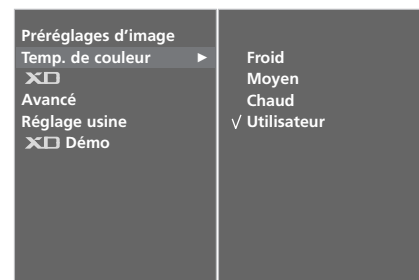 Préréglages d’image
Temp. de couleur ►
XD
Avancé
Réglage usine
XD Démo
Froid
Moyen
Chaud
√ Utilisateur